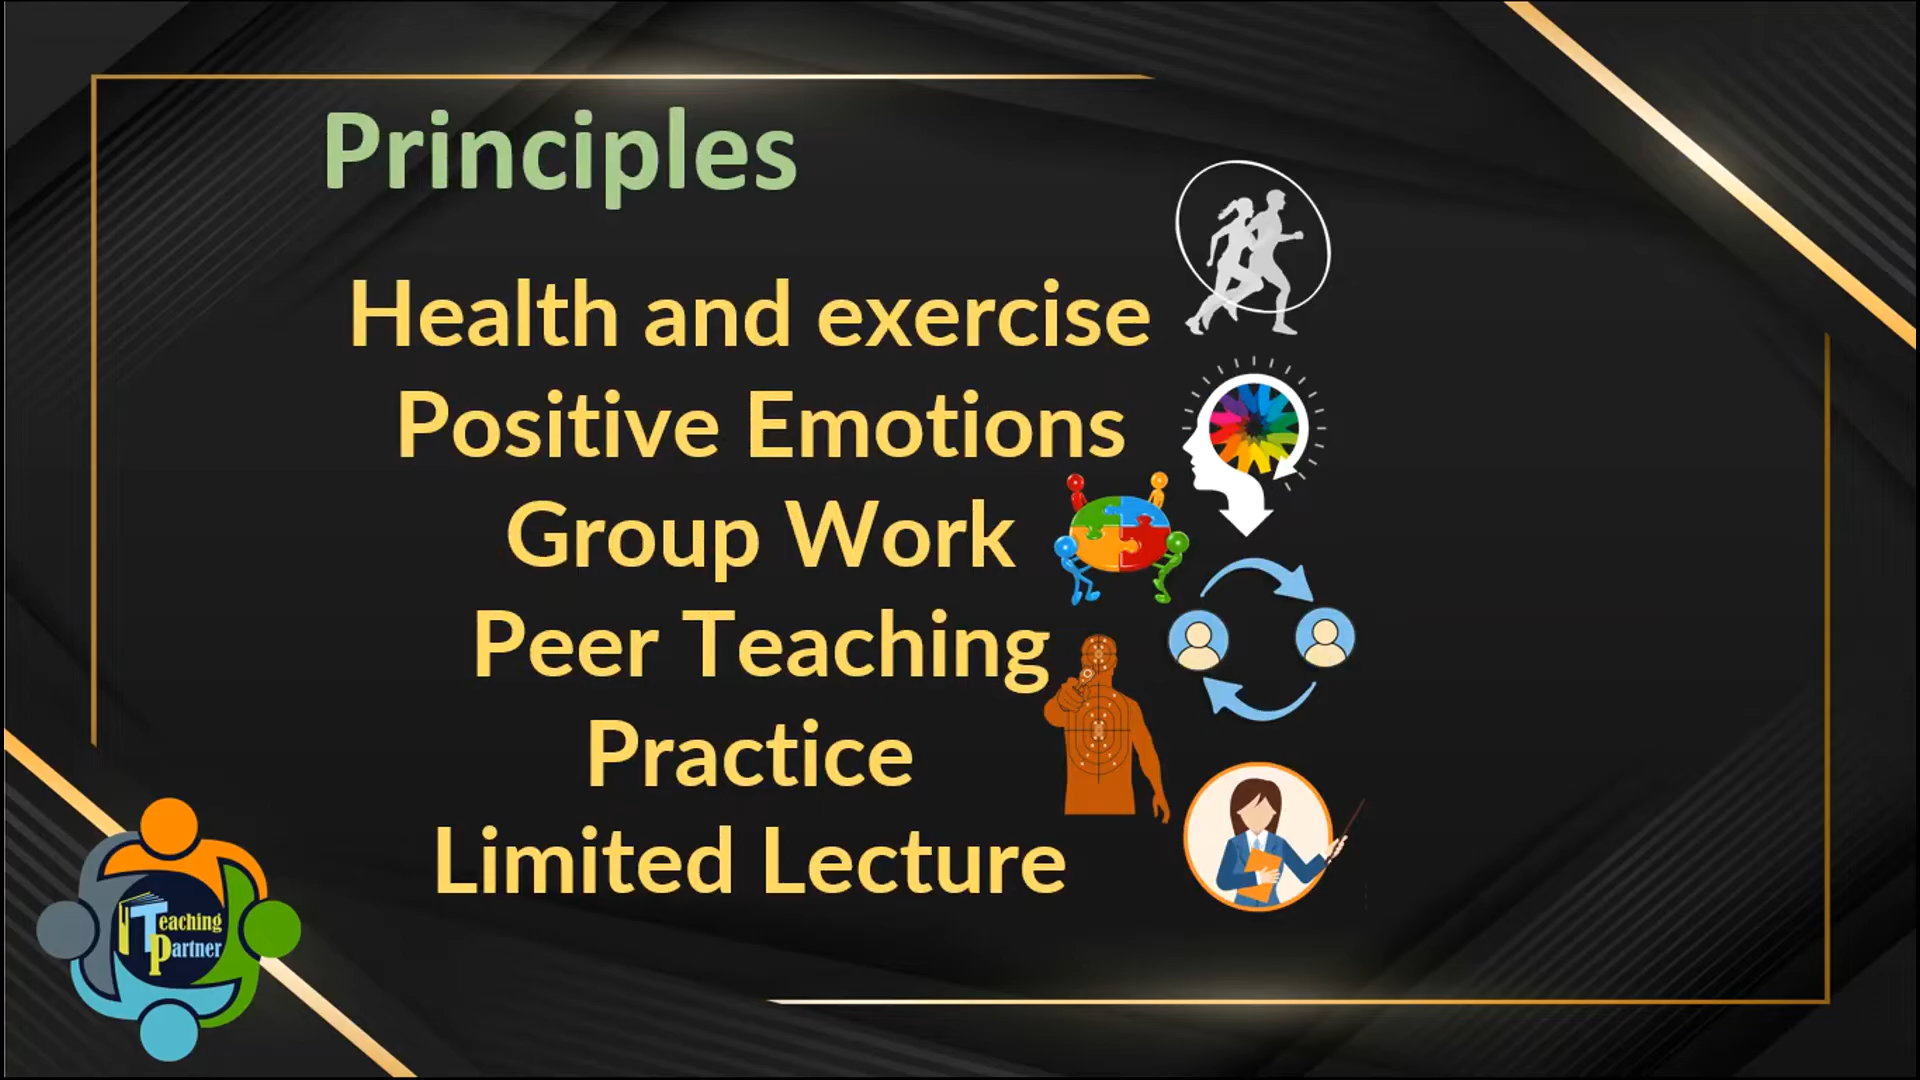 Principles
Health and exercise
Positive Emotions
Group Work
Peer Teaching
Practice
Limited Lecture
Teaching
Partner